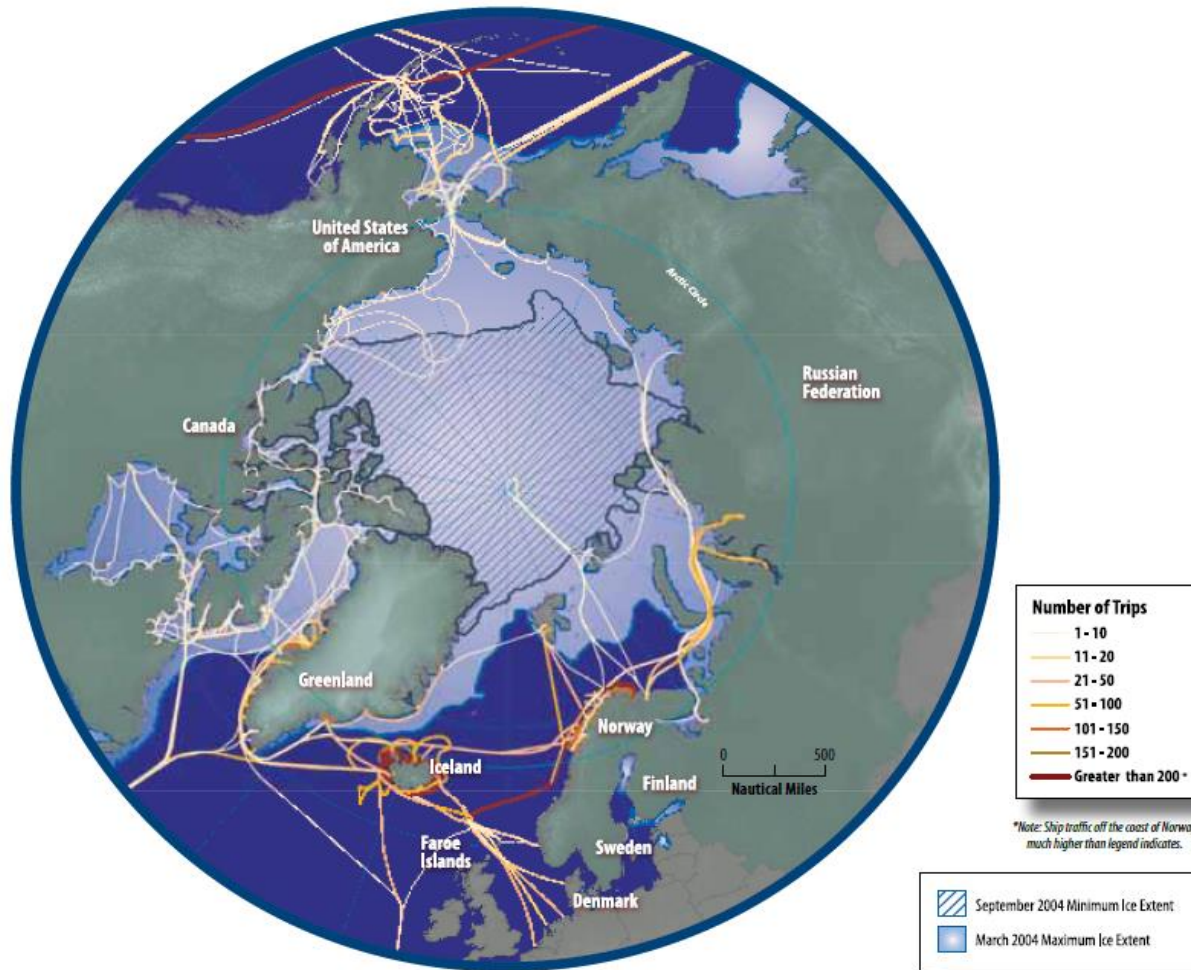 United States
of America
Arctic Circle
Russian
Federation
Canada
Greenland
Norway
Iceland
0 500
Nautical Miles
Finland
Faroe
Islands
Sweden
Denmark
Number of Trips
1 - 10
11 - 20
21 - 50
51 - 100
101 - 150
151 - 200
Greater than 200 *
*Note: Ship traffic off the coast of
much higher than legend indicates.
September 2004 Minimum Ice Extent
March 2004 Maximum Ice Extent